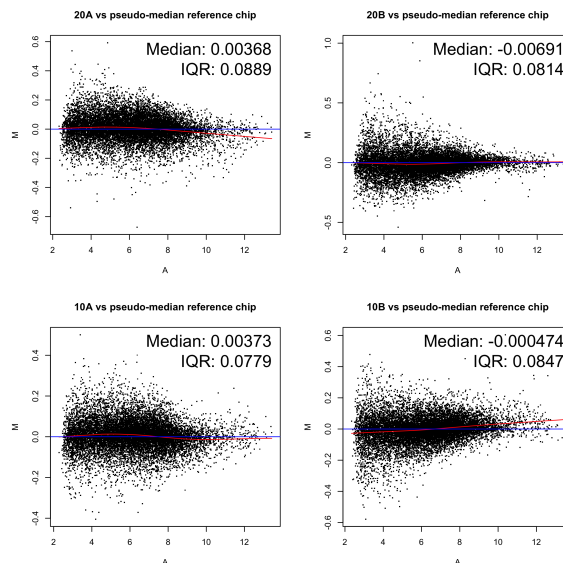 20A vs pseudo-median reference chip
Median: 0.00368
IQR: 0.0889
M
0.6
0.4
0.2
0.0
-0.2
-0.4
-0.6
2 4 6 8 10 12
A
20B vs pseudo-median reference chip
Median: -0.00691
IQR: 0.0814
M
1.0
0.5
0.0
-0.5
2 4 6 8 10 12
A
10A vs pseudo-median reference chip
Median: 0.00373
IQR: 0.0779
M
0.4
0.2
0.0
-0.2
-0.4
2 4 6 8 10 12
A
10B vs pseudo-median reference chip
Median: -0.000474
IQR: 0.0847
M
0.6
0.4
0.2
0.0
-0.2
-0.4
-0.6
2 4 6 8 10 12
A